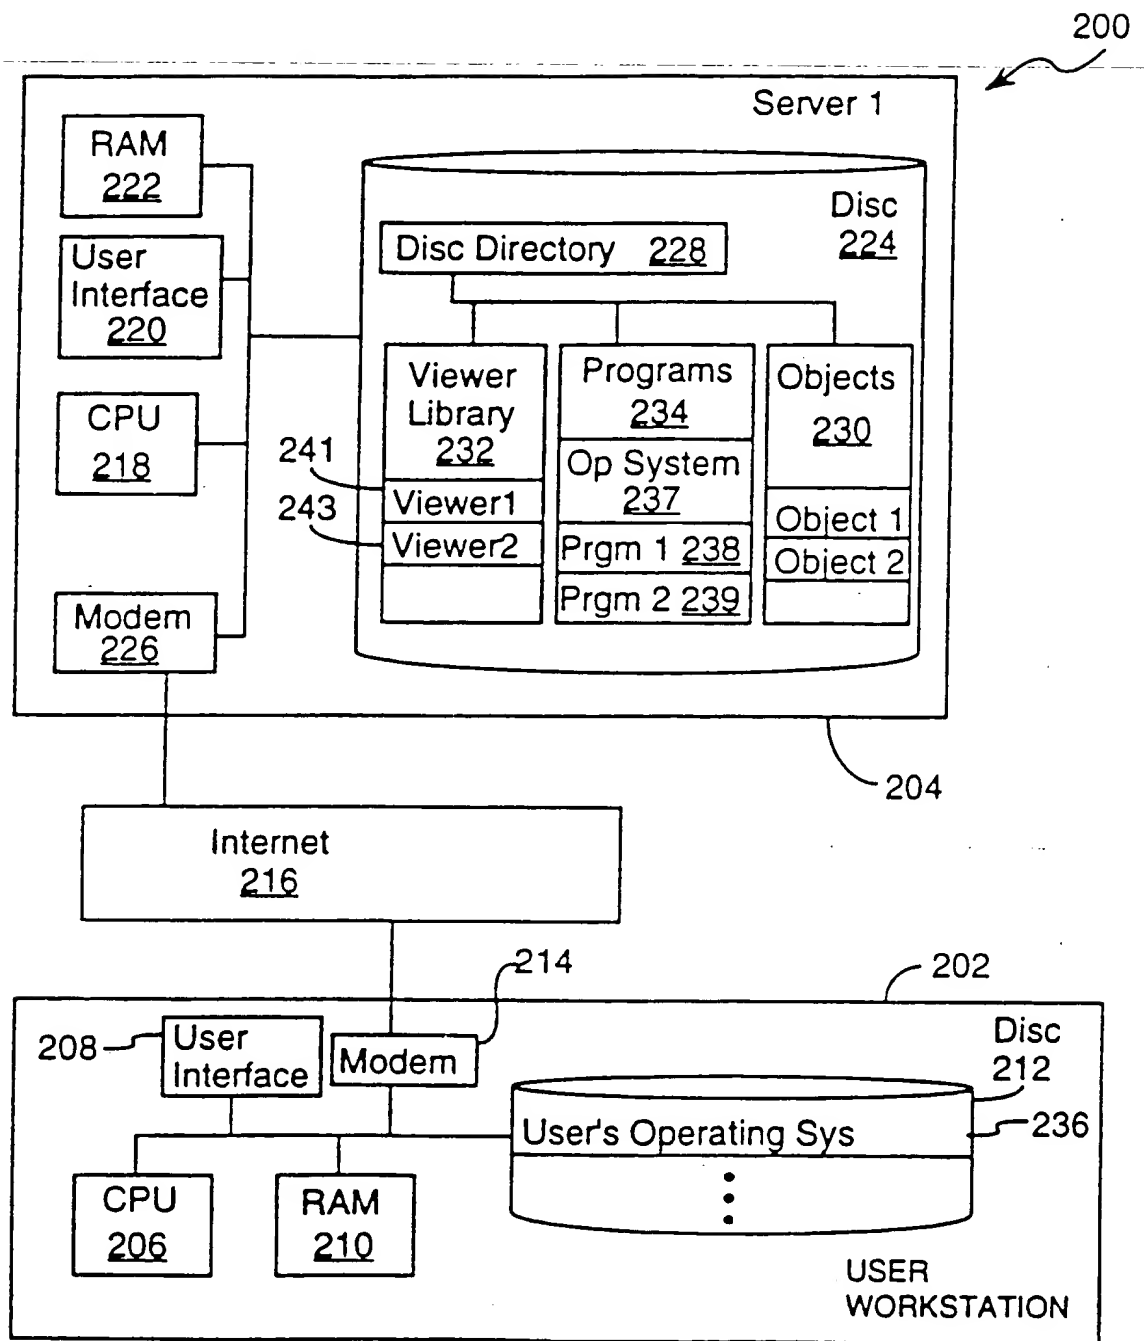 200
Server 1
RAM
222
User
Interface
220
CPU
218
Modem
226
Disc
224
Disc Directory 228
Viewer
Library
232
241
Viewer1
243
Viewer2
Programs
234
Op System
237
Prgm 1 238
Prgm 2 239
Objects
230
Object 1
Object 2
204
Internet
216
214
202
208
User
Interface
Modem
Disc
212
User's Operating Sys
236
CPU
206
RAM
210
USER
WORKSTATION